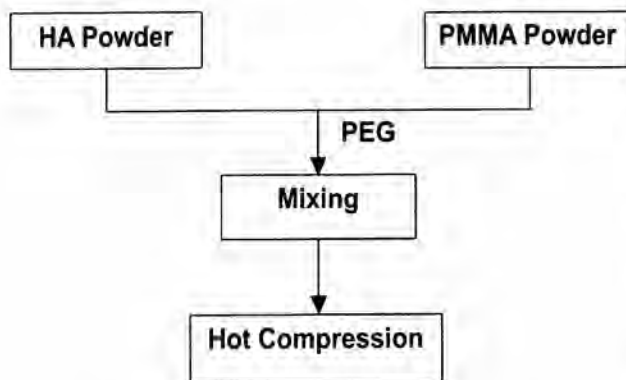 HA Powder
PMMA Powder
PEG
Mixing
Hot Compression